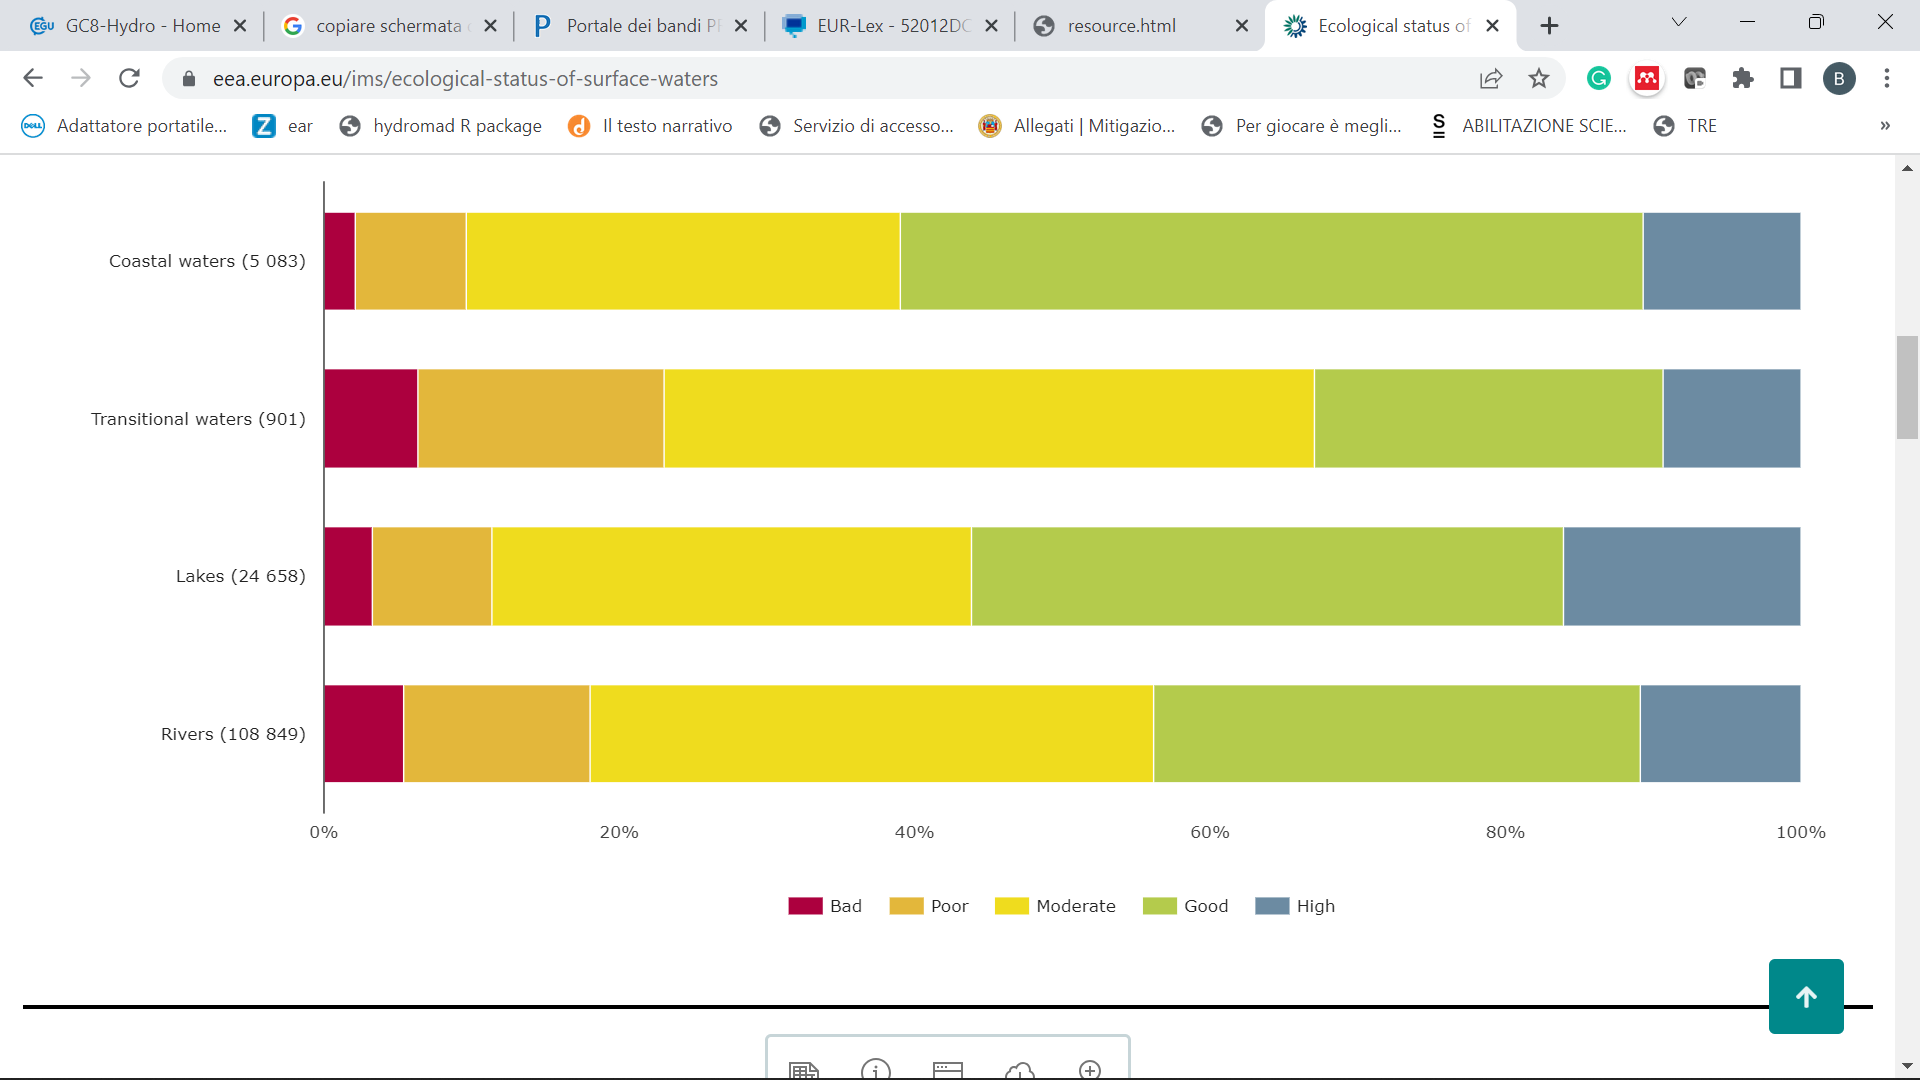 GC8-Hydro - Home
copiare schermata
Portale dei bandi
EUR-Lex - 52012DC
resource.html
Ecological status of
eea.europa.eu/ims/ecological-status-of-surface-waters
B
DELL Adattatore portatile...
Z ear
hydromad R package
Il testo narrativo
Servizio di accesso...
Allegati | Mitigazio...
Per giocare è megli...
S ABILITAZIONE SCIE...
TRE
»
Coastal waters (5 083)
Transitional waters (901)
Lakes (24 658)
Rivers (108 849)
0% 20% 40% 60% 80% 100%
Bad Poor Moderate Good High